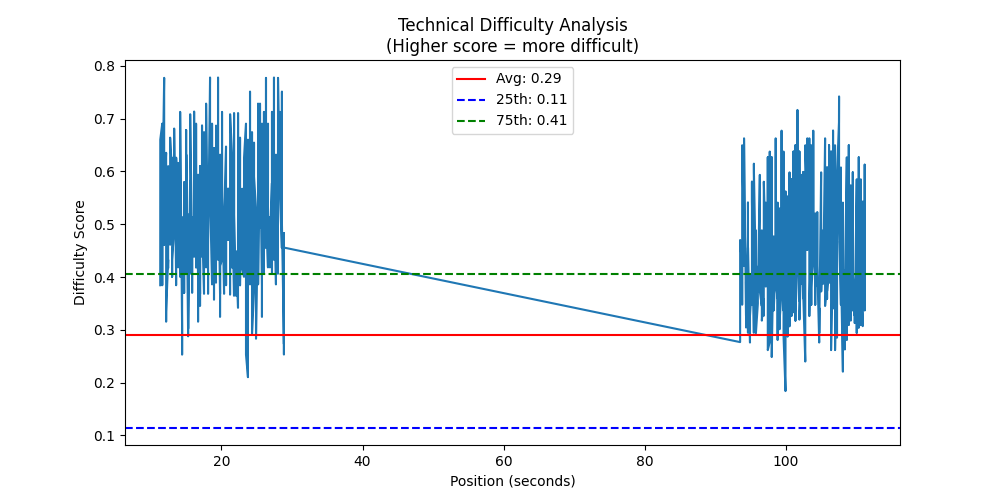 Technical Difficulty Analysis
(Higher score = more difficult)
Avg: 0.29
25th: 0.11
75th: 0.41
Difficulty Score
0.8
0.7
0.6
0.5
0.4
0.3
0.2
0.1
20
40
60
80
100
Position (seconds)